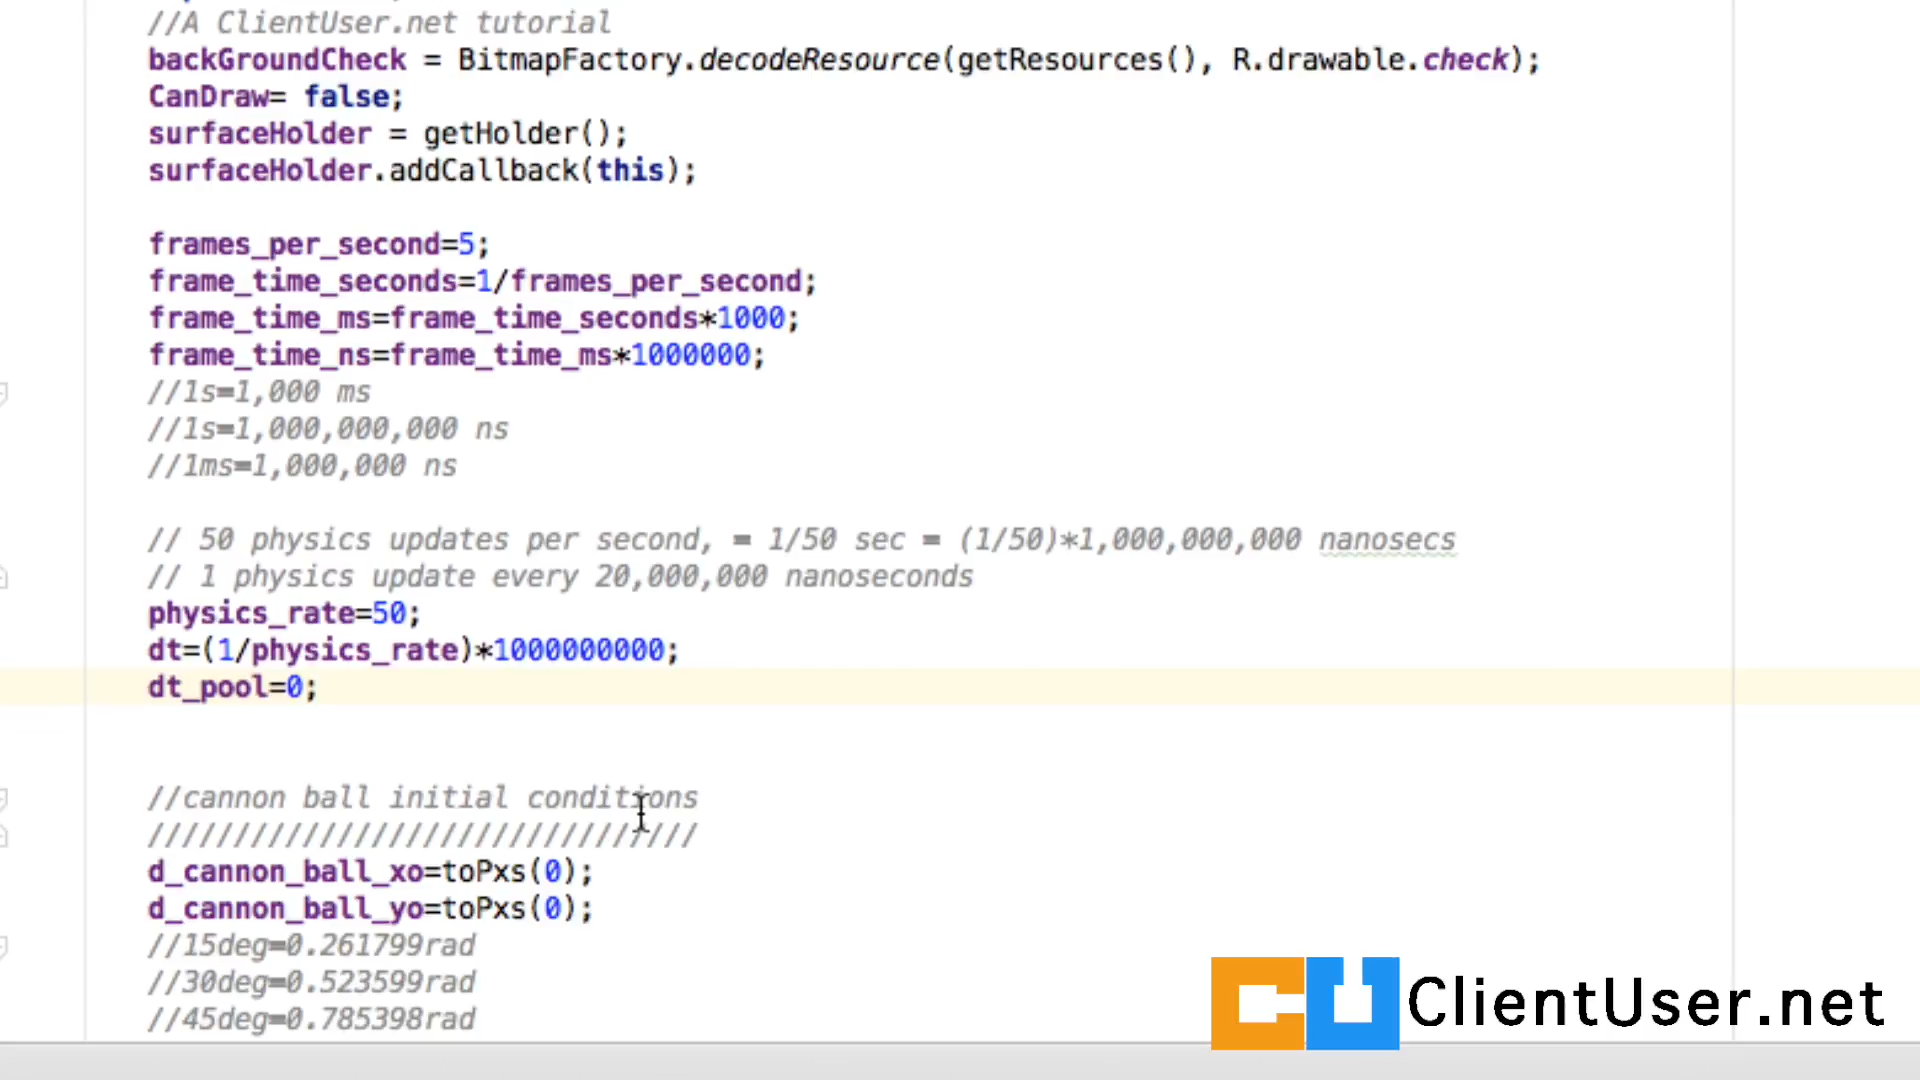 //A ClientUser.net tutorial
backGroundCheck = BitmapFactory.decodeResource(getResources(), R.drawable.check);
CanDraw= false;
surfaceHolder = getHolder();
surfaceHolder.addCallback(this);
frames_per_second=5;
frame_time_seconds=1/frames_per_second;
frame_time_ms=frame_time_seconds*1000;
frame_time_ns=frame_time_ms*1000000;
//1s=1,000 ms
//1s=1,000,000,000 ns
//1ms=1,000,000 ns
// 50 physics updates per second, = 1/50 sec = (1/50)*1,000,000,000 nanosecs
// 1 physics update every 20,000,000 nanoseconds
physics_rate=50;
dt=(1/physics_rate)*1000000000;
dt_pool=0;
//cannon ball initial conditions
////////////////////////////////
d_cannon_ball_xo=toPxs(0);
d_cannon_ball_yo=toPxs(0);
//15deg=0.261799rad
//30deg=0.523599rad
//45deg=0.785398rad
CU ClientUser.net